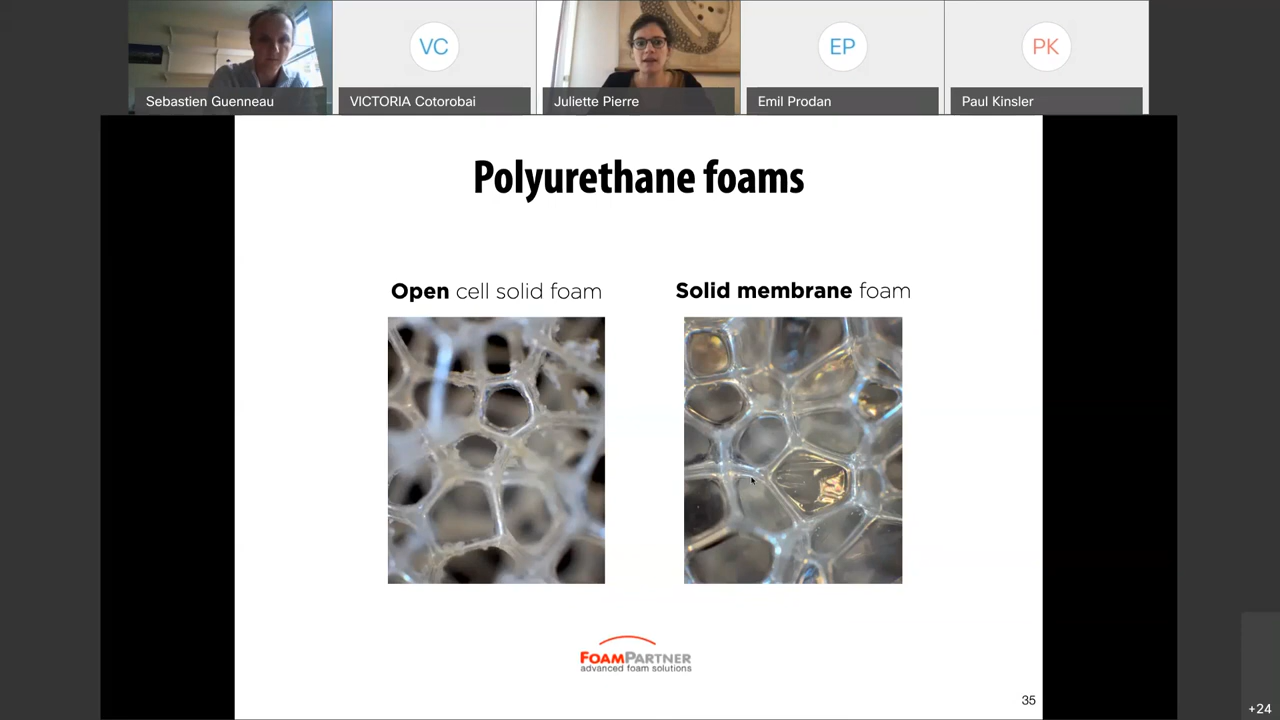 VC
EP
PK
Sebastien Guenneau
VICTORIA Cotorobai
Juliette Pierre
Emil Prodan
Paul Kinsler
Polyurethane foams
Open cell solid foam
Solid membrane foam
FOAMPARTNER
advanced foam solutions
35
+24